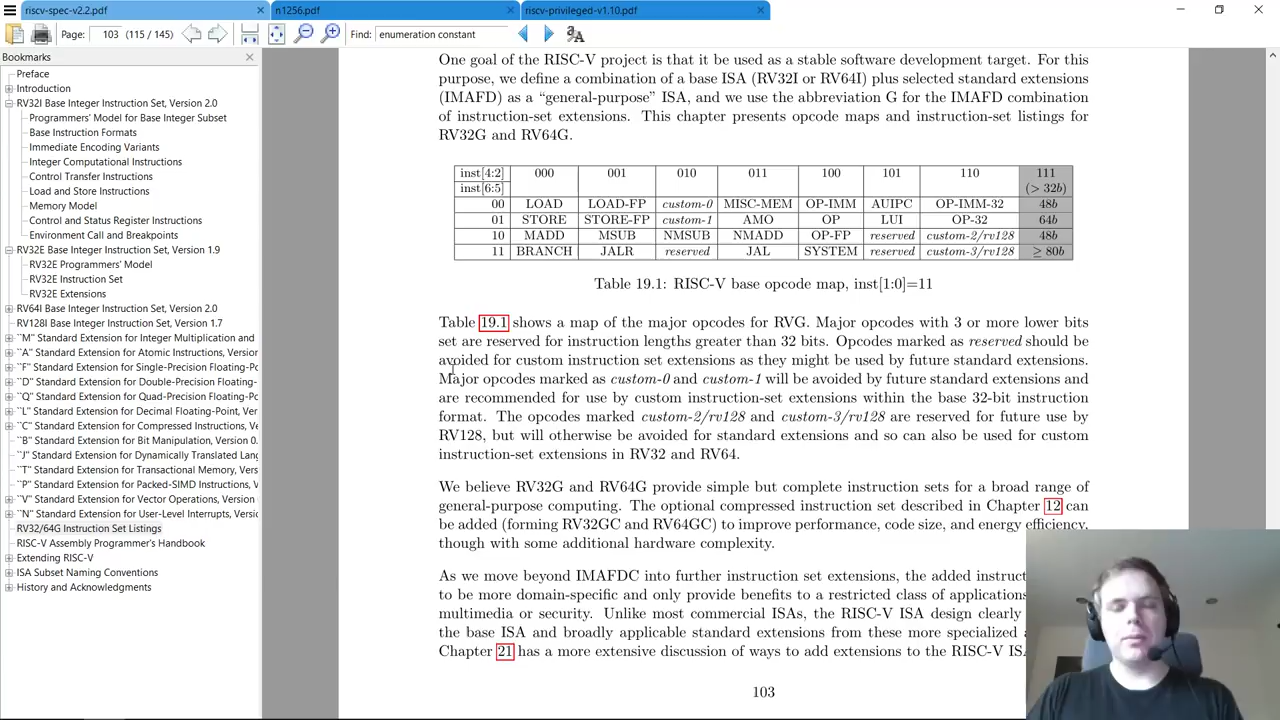 riscv-spec-v2.2.pdf
n1256.pdf
riscv-privileged-v1.10.pdf
Page: 103 (115 / 145)
Find: enumeration constant
Bookmarks
Preface
Introduction
RV32I Base Integer Instruction Set, Version 2.0
Programmers' Model for Base Integer Subset
Base Instruction Formats
Immediate Encoding Variants
Integer Computational Instructions
Control Transfer Instructions
Load and Store Instructions
Memory Model
Control and Status Register Instructions
Environment Call and Breakpoints
RV32E Base Integer Instruction Set, Version 1.9
RV32E Programmers' Model
RV32E Instruction Set
RV32E Extensions
RV64I Base Integer Instruction Set, Version 2.0
RV128I Base Integer Instruction Set, Version 1.7
``M'' Standard Extension for Integer Multiplication and
``A'' Standard Extension for Atomic Instructions, Version
``F'' Standard Extension for Single-Precision Floating-Po
``D'' Standard Extension for Double-Precision Floating-
``Q'' Standard Extension for Quad-Precision Floating-Po
``L'' Standard Extension for Decimal Floating-Point, Ver
``C'' Standard Extension for Compressed Instructions, Ve
``B'' Standard Extension for Bit Manipulation, Version 0.
``J'' Standard Extension for Dynamically Translated Lang
``T'' Standard Extension for Transactional Memory, Vers
``P'' Standard Extension for Packed-SIMD Instructions, V
``V'' Standard Extension for Vector Operations, Version
``N'' Standard Extension for User-Level Interrupts, Versio
RV32/64G Instruction Set Listings
RISC-V Assembly Programmer's Handbook
Extending RISC-V
ISA Subset Naming Conventions
History and Acknowledgments
One goal of the RISC-V project is that it be used as a stable software development target. For this
purpose, we define a combination of a base ISA (RV32I or RV64I) plus selected standard extensions
(IMAFD) as a “general-purpose” ISA, and we use the abbreviation G for the IMAFD combination
of instruction-set extensions. This chapter presents opcode maps and instruction-set listings for
RV32G and RV64G.
inst[4:2] 000 001 010 011 100 101 110 111
inst[6:5] (> 32b)
00 LOAD LOAD-FP custom-0 MISC-MEM OP-IMM AUIPC OP-IMM-32 48b
01 STORE STORE-FP custom-1 AMO OP LUI OP-32 64b
10 MADD MSUB NMSUB NMADD OP-FP reserved custom-2/rv128 48b
11 BRANCH JALR reserved JAL SYSTEM reserved custom-3/rv128 ≥ 80b
Table 19.1: RISC-V base opcode map, inst[1:0]=11
Table 19.1 shows a map of the major opcodes for RVG. Major opcodes with 3 or more lower bits
set are reserved for instruction lengths greater than 32 bits. Opcodes marked as reserved should be
avoided for custom instruction set extensions as they might be used by future standard extensions.
Major opcodes marked as custom-0 and custom-1 will be avoided by future standard extensions and
are recommended for use by custom instruction-set extensions within the base 32-bit instruction
format. The opcodes marked custom-2/rv128 and custom-3/rv128 are reserved for future use by
RV128, but will otherwise be avoided for standard extensions and so can also be used for custom
instruction-set extensions in RV32 and RV64.
We believe RV32G and RV64G provide simple but complete instruction sets for a broad range of
general-purpose computing. The optional compressed instruction set described in Chapter 12 can
be added (forming RV32GC and RV64GC) to improve performance, code size, and energy efficiency,
though with some additional hardware complexity.
As we move beyond IMAFDC into further instruction set extensions, the added instruct
to be more domain-specific and only provide benefits to a restricted class of applications
multimedia or security. Unlike most commercial ISAs, the RISC-V ISA design clearly
the base ISA and broadly applicable standard extensions from these more specialized a
Chapter 21 has a more extensive discussion of ways to add extensions to the RISC-V ISA
103